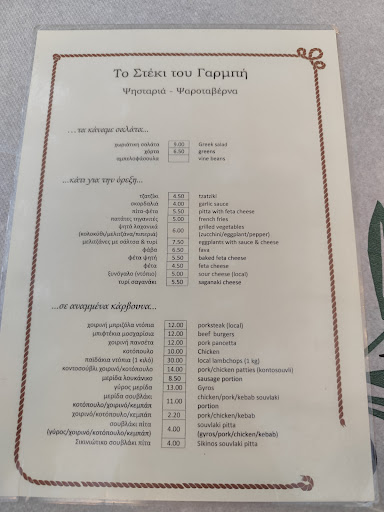 Το Στέκι του Γαρμπή
Ψησταριά - Ψαροταβέρνα
...τα κάναμε σαλάτα...
χωριάτικη σαλάτα 9.00 Greek salad
χόρτα 6.50 greens
αμπελοφάσουλα vine beans
...κάτι για την όρεξη...
τζατζίκι 4.50 tzatziki
σκορδαλιά 4.00 garlic sauce
πίτα-φέτα 5.50 pitta with feta cheese
πατάτες τηγανιτές 5.00 french fries
ψητά λαχανικά grilled vegetables
(κολοκύθι/μελιτζάνα/πιπεριά) 6.00 (zucchini/eggplant/pepper)
μελιτζάνες με σάλτσα & τυρί 7.50 eggplants with sauce & cheese
φάβα 6.50 fava
φέτα ψητή 5.50 baked feta cheese
φέτα 4.50 feta cheese
ξυνόγαλο (ντόπιο) 5.00 sour cheese (local)
τυρί σαγανάκι 5.50 saganaki cheese
...σε αναμμένα κάρβουνα...
χοιρινή μπριζόλα ντόπια 12.00 porksteak (local)
μπιφτέκια μοσχαρίσια 12.00 beef burgers
χοιρινή πανσέτα 12.00 pork pancetta
κοτόπουλο 10.00 Chicken
παϊδάκια ντόπια (1 κιλό) 30.00 local lambchops (1 kg)
κοντοσούβλι χοιρινό/κοτόπουλο 14.00 pork/chicken patties (kontosouvli)
μερίδα λουκάνικο 8.50 sausage portion
γύρος μερίδα 13.00 Gyros
μερίδα σουβλάκι chicken/pork/kebab souvlaki
κοτόπουλο/χοιρινό/κεμπάπ 11.00 portion
χοιρινό/κοτόπουλο/κεμπάπ 2.20 pork/chicken/kebab
σουβλάκι πίτα souvlaki pitta
(γύρος/χοιρινό/κοτόπουλο/κεμπάπ) 4.00 (gyros/pork/chicken/kebab)
Σικινιώτικο σουβλάκι πίτα 4.00 Sikinos souvlaki pitta